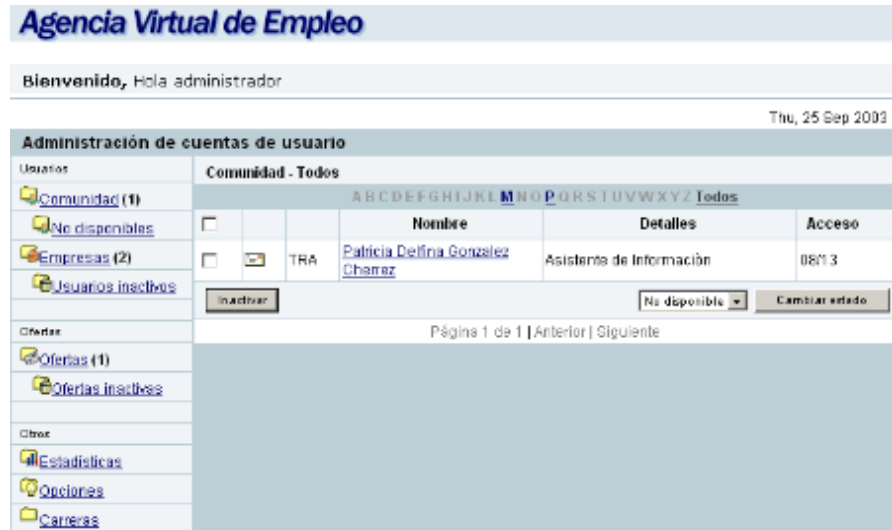 Agencia Virtual de Empleo
Bienvenido, Hola administrador
Thu, 25 Sep 2003
Administración de cuentas de usuario
Usuarios
Comunidad (1)
No disponibles
Empresas (2)
Usuarios inactivos
Ofertas
Ofertas (1)
Ofertas inactivas
Otros
Estadísticas
Opciones
Carreras
Comunidad - Todos
A B C D E F G H I J K L M N O P Q R S T U V W X Y Z Todos
Nombre Detalles Acceso
TRA Patricia Delfina Gonzalez Cherrez Asistente de Información 08/13
Inactivar No disponible Cambiar estado
Página 1 de 1 | Anterior | Siguiente